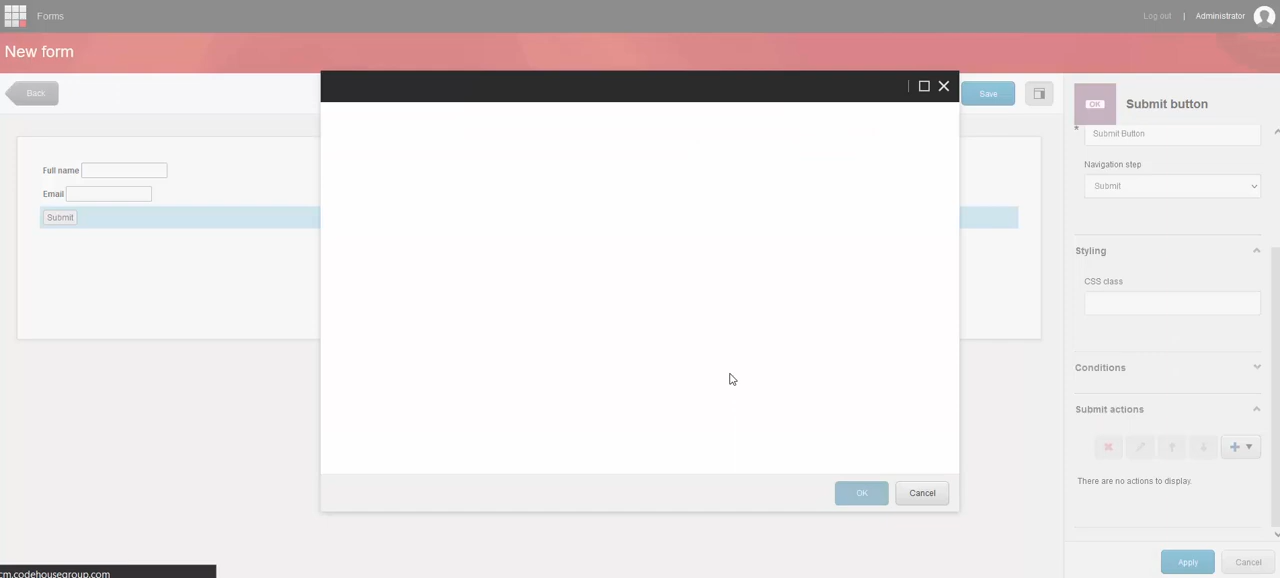 Forms
Log out | Administrator
New form
Back
Save
OK
Submit button
* Submit Button
Full name
Navigation step
Submit
Email
Submit
Styling
CSS class
Conditions
Submit actions
There are no actions to display.
OK
Cancel
Apply
Cancel
cm.codehousegroup.com